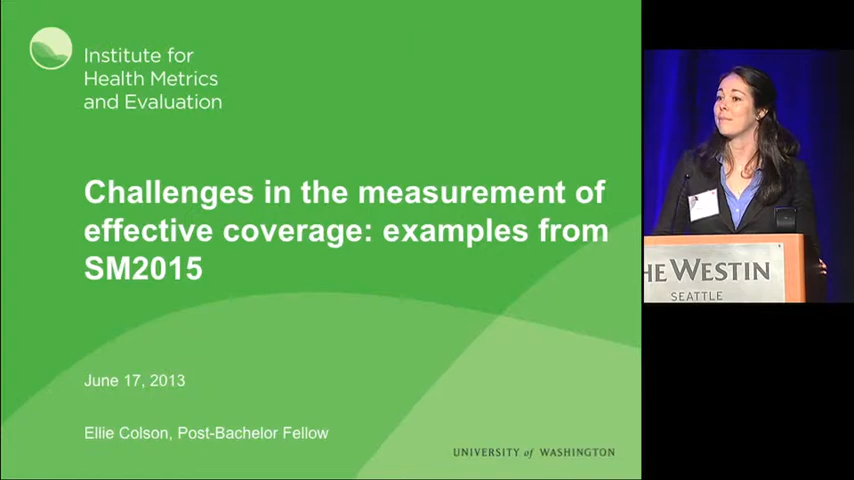 Institute for
Health Metrics
and Evaluation
Challenges in the measurement of
effective coverage: examples from
SM2015
June 17, 2013
Ellie Colson, Post-Bachelor Fellow
UNIVERSITY of WASHINGTON
HE WESTIN
SEATTLE